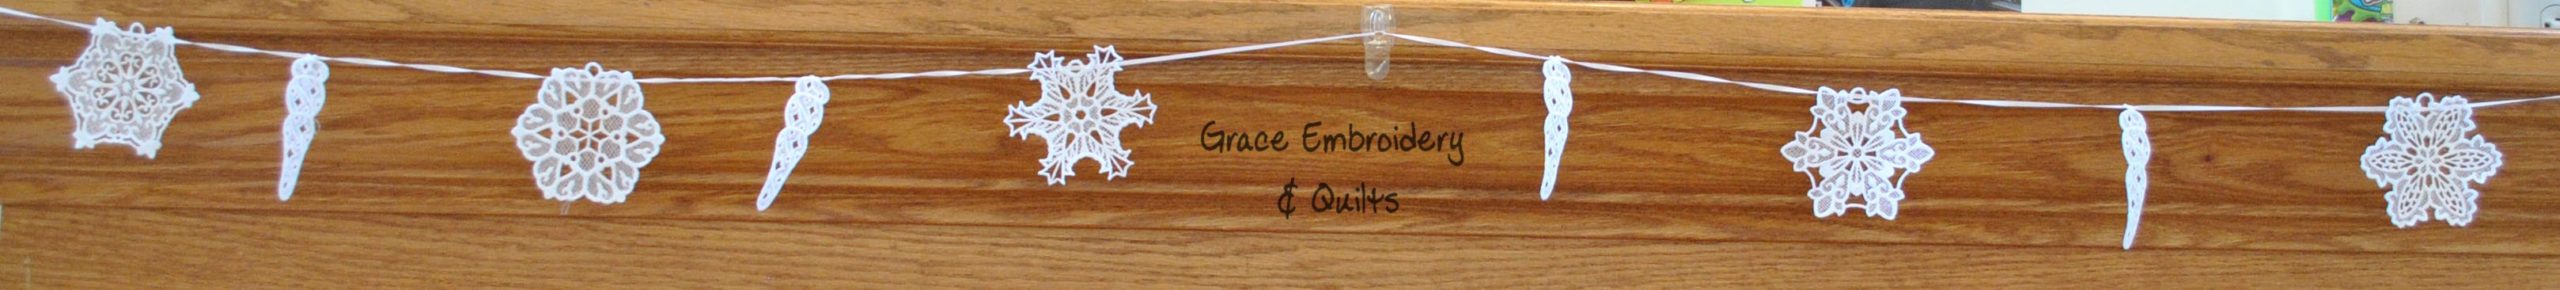 Grace Embroidery
& Quilts